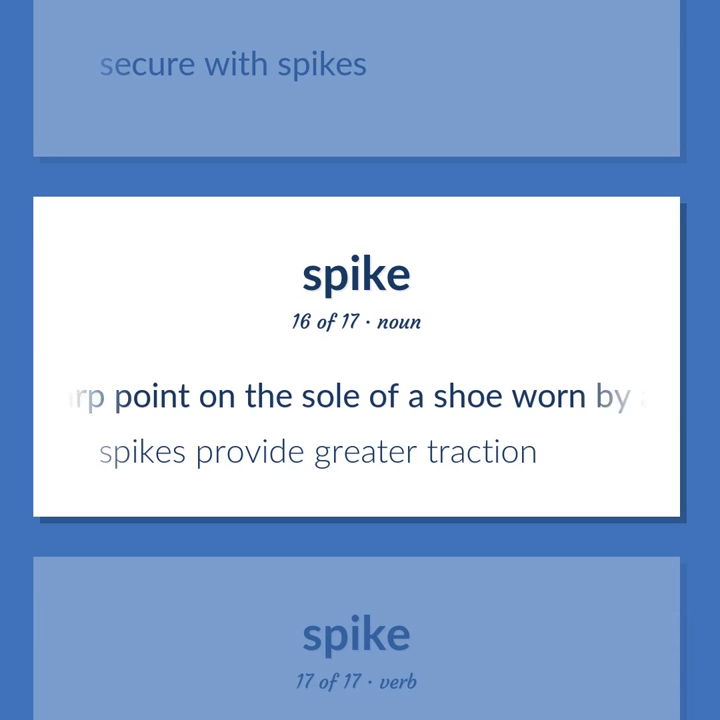 secure with spikes
spike
16 of 17 · noun
point on the sole of a shoe worn by
spikes provide greater traction
spike
17 of 17 · verb